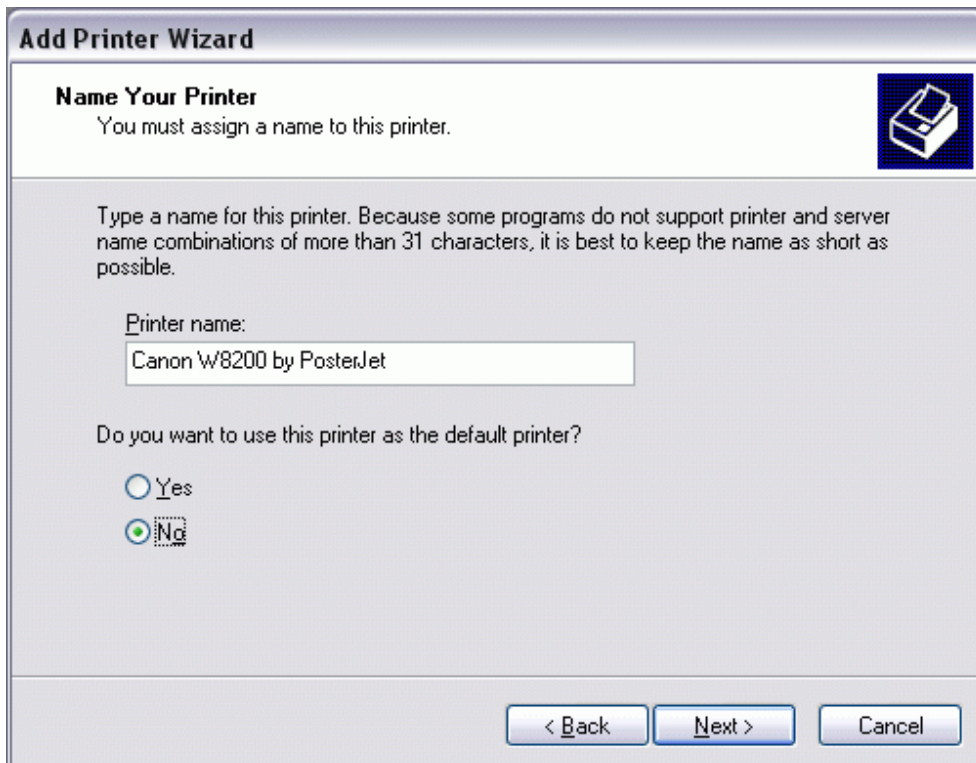 Add Printer Wizard
Name Your Printer
You must assign a name to this printer.
Type a name for this printer. Because some programs do not support printer and server
name combinations of more than 31 characters, it is best to keep the name as short as
possible.
Printer name:
Canon W8200 by PosterJet
Do you want to use this printer as the default printer?
Yes
No
< Back
Next >
Cancel